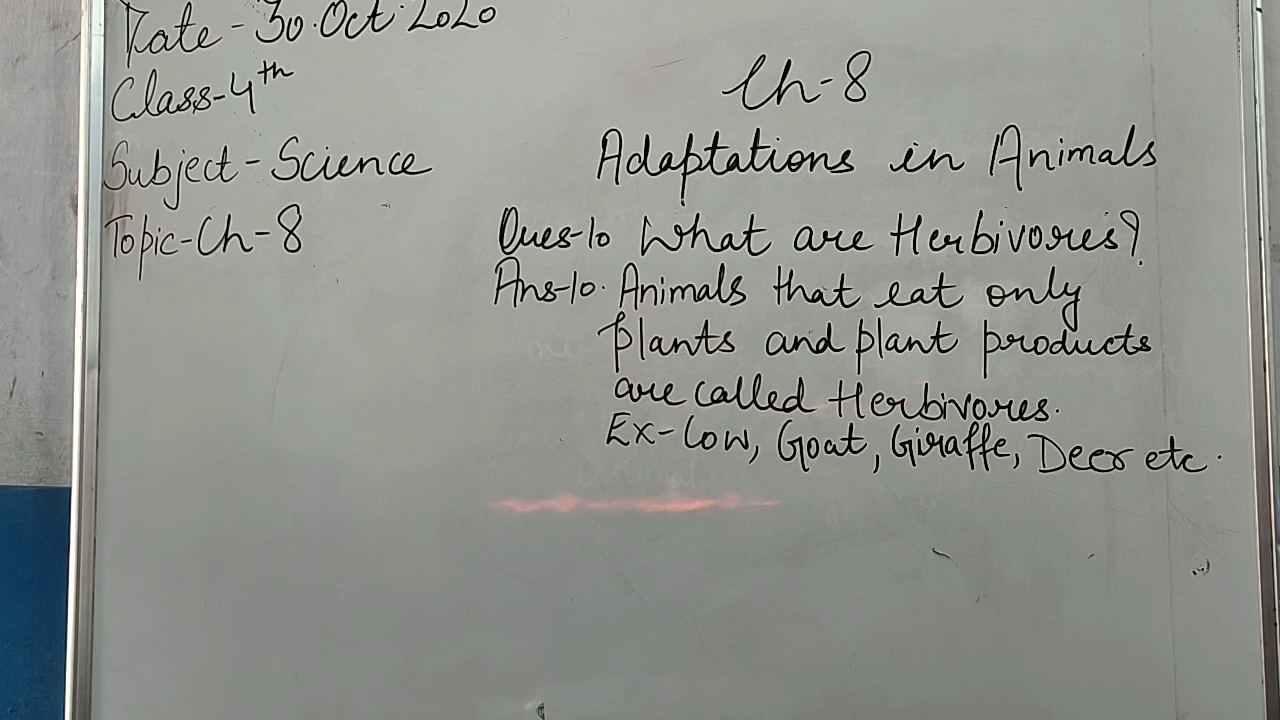 Date - 30.Oct.2020
Class-4th
Subject - Science
Topic-Ch-8
Ch-8
Adaptations in Animals
Ques-10 What are Herbivores?
Ans-10. Animals that eat only
plants and plant products
are called Herbivores.
Ex-Cow, Goat, Giraffe, Deer etc.